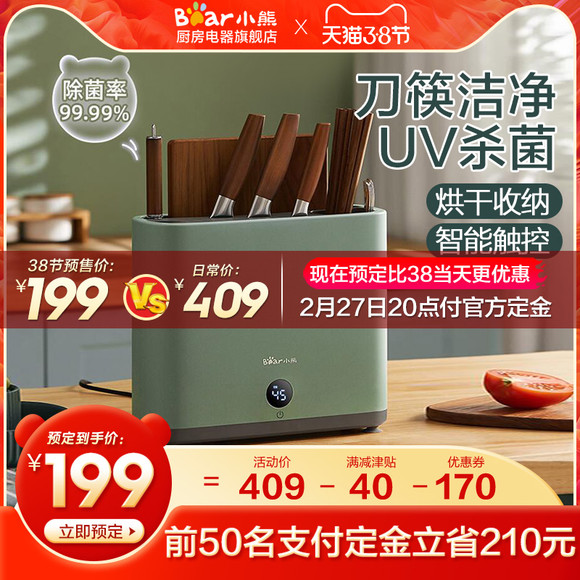 Bear小熊
厨房电器旗舰店
X
天猫38节
除菌率
99.99%
刀筷洁净
UV杀菌
烘干收纳
智能触控
38节预售价:
¥199
VS
日常价:
¥409
现在预定比38当天更优惠
2月27日20点付官方定金
Bear小熊
45
预定到手价:
¥199
立即预定
=
活动价
409
-
满减津贴
40
-
优惠券
170
前50名支付定金立省210元